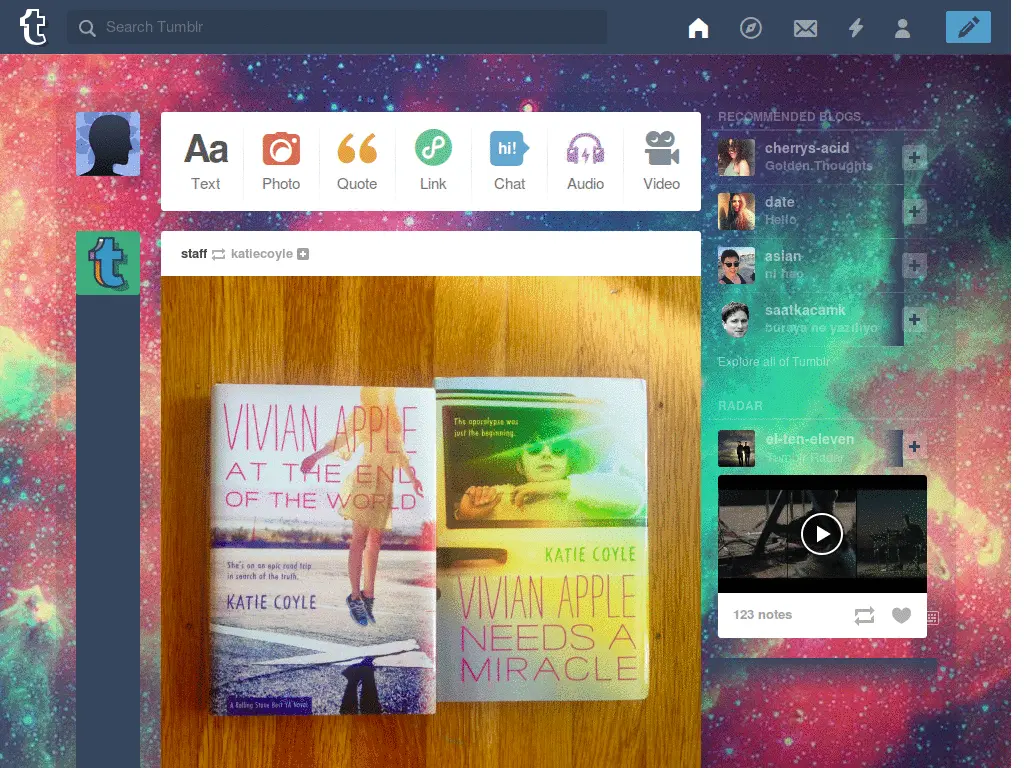 Search Tumblr
Aa
Text
Photo
Quote
Link
hi!
Chat
Audio
Video
staff katiecoyle
VIVIAN APPLE
AT THE END
OF THE WORLD
She's on an epic road trip
in search of the truth.
KATIE COYLE
A Rolling Stone Best YA Novel
The apocalypse was
just the beginning.
KATIE COYLE
VIVIAN APPLE
NEEDS A
MIRACLE
RECOMMENDED BLOGS
cherrys-acid
Golden Thoughts
date
Hello
asian
ni hao
saatkacamk
buraya ne yazılıyo
Explore all of Tumblr
RADAR
el-ten-eleven
Tumblr Radar
123 notes